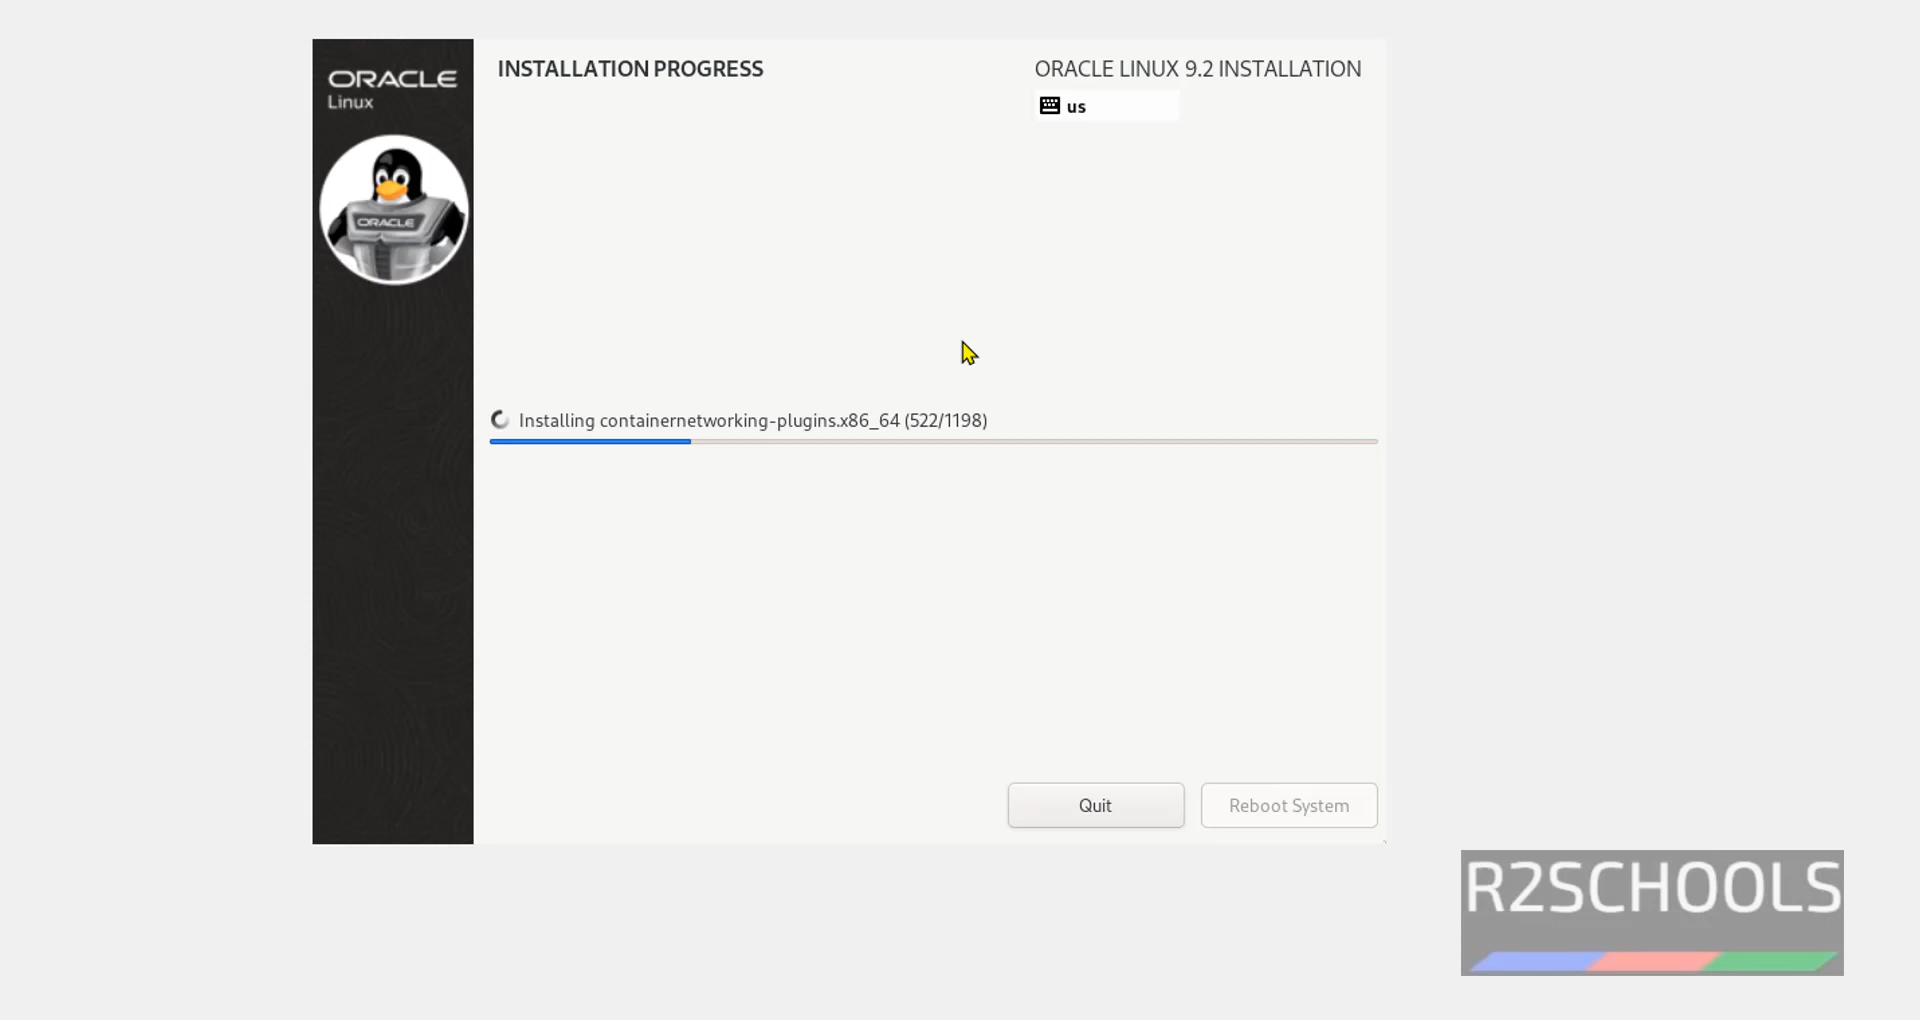 ORACLE
Linux
ORACLE
INSTALLATION PROGRESS
ORACLE LINUX 9.2 INSTALLATION
us
Installing containernetworking-plugins.x86_64 (522/1198)
Quit
Reboot System
R2SCHOOLS